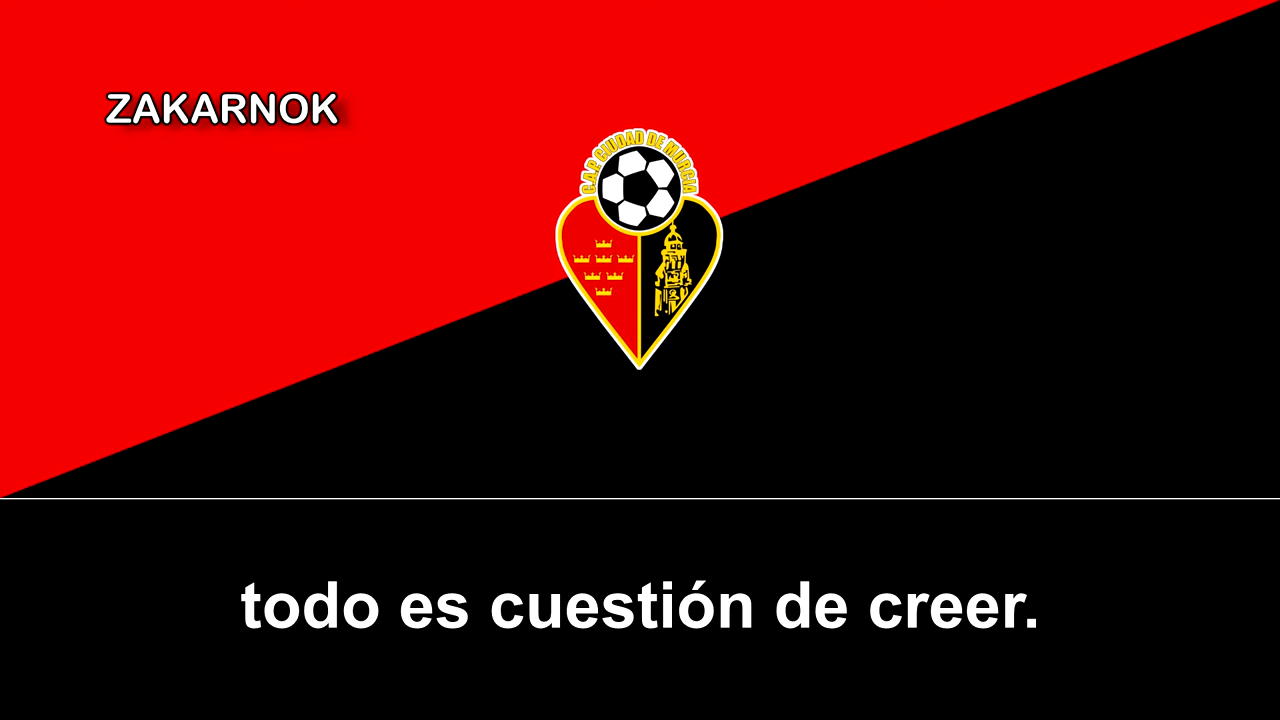 ZAKARNOK
C.A.P. CIUDAD DE MURCIA
todo es cuestión de creer.